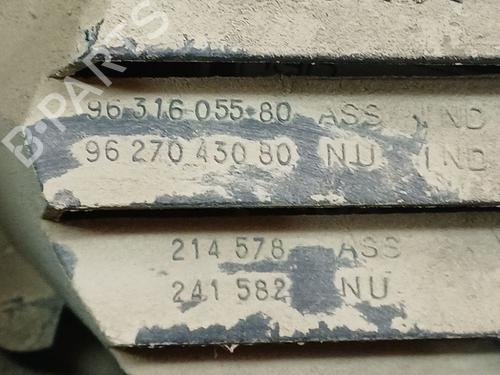 B-PARTS
96 316 055 80 ASS IND
96 270 430 80 NU IND
214 578 ASS
241 582 NU